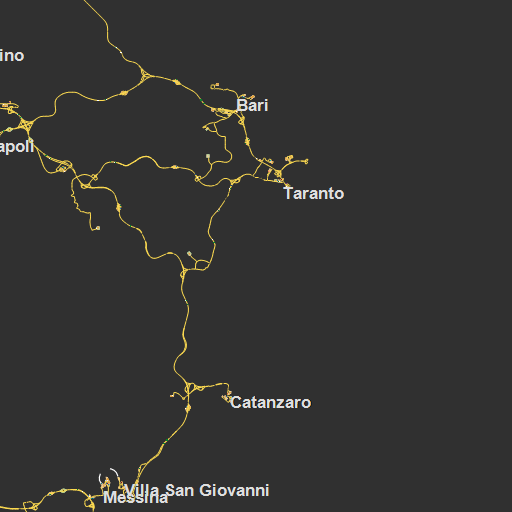 ino
Bari
apoli
Taranto
Catanzaro
Villa San Giovanni
Messina